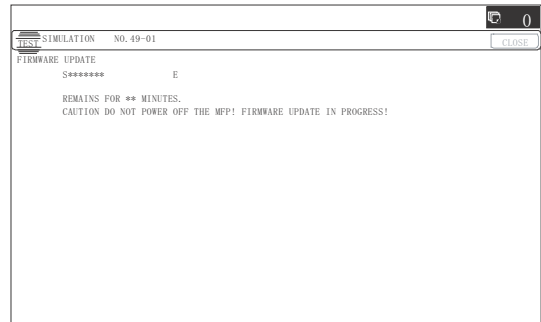 0
TEST SIMULATION NO.49-01 CLOSE
FIRMWARE UPDATE
S******* E
REMAINS FOR ** MINUTES.
CAUTION DO NOT POWER OFF THE MFP! FIRMWARE UPDATE IN PROGRESS!